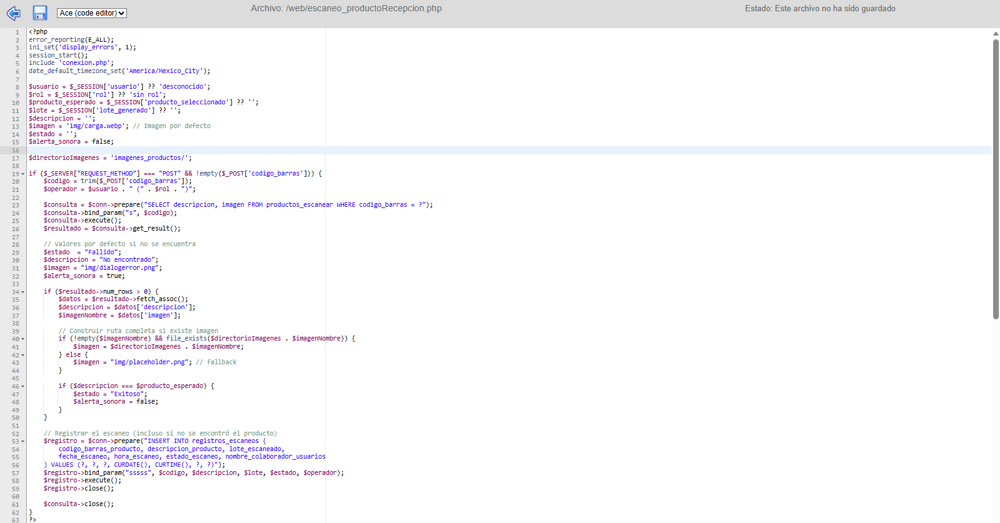 Ace (code editor)
Archivo: /web/escaneo_productoRecepcion.php
Estado: Este archivo no ha sido guardado
1 <?php
2 error_reporting(E_ALL);
3 ini_set('display_errors', 1);
4 session_start();
5 include 'conexion.php';
6 date_default_timezone_set('America/Mexico_City');
7
8 $usuario = $_SESSION['usuario'] ?? 'desconocido';
9 $rol = $_SESSION['rol'] ?? 'sin rol';
10 $producto_esperado = $_SESSION['producto_seleccionado'] ?? '';
11 $lote = $_SESSION['lote_generado'] ?? '';
12 $descripcion = '';
13 $imagen = 'img/carga.webp'; // Imagen por defecto
14 $estado = '';
15 $alerta_sonora = false;
16
17 $directorioImagenes = 'imagenes_productos/';
18
19 if ($_SERVER["REQUEST_METHOD"] === "POST" && !empty($_POST['codigo_barras'])) {
20     $codigo = trim($_POST['codigo_barras']);
21     $operador = $usuario . " (" . $rol . ")";
22
23     $consulta = $conn->prepare("SELECT descripcion, imagen FROM productos_escanear WHERE codigo_barras = ?");
24     $consulta->bind_param("s", $codigo);
25     $consulta->execute();
26     $resultado = $consulta->get_result();
27
28     // Valores por defecto si no se encuentra
29     $estado  = "Fallido";
30     $descripcion = "No encontrado";
31     $imagen = "img/dialogerror.png";
32     $alerta_sonora = true;
33
34     if ($resultado->num_rows > 0) {
35         $datos = $resultado->fetch_assoc();
36         $descripcion = $datos['descripcion'];
37         $imagenNombre = $datos['imagen'];
38
39         // Construir ruta completa si existe imagen
40         if (!empty($imagenNombre) && file_exists($directorioImagenes . $imagenNombre)) {
41             $imagen = $directorioImagenes . $imagenNombre;
42         } else {
43             $imagen = "img/placeholder.png"; // fallback
44         }
45
46         if ($descripcion === $producto_esperado) {
47             $estado = "Exitoso";
48             $alerta_sonora = false;
49         }
50     }
51
52     // Registrar el escaneo (incluso si no se encontró el producto)
53     $registro = $conn->prepare("INSERT INTO registros_escaneos (
54         codigo_barras_producto, descripcion_producto, lote_escaneado,
55         fecha_escaneo, hora_escaneo, estado_escaneo, nombre_colaborador_usuarios
56     ) VALUES (?, ?, ?, CURDATE(), CURTIME(), ?, ?)");
57     $registro->bind_param("sssss", $codigo, $descripcion, $lote, $estado, $operador);
58     $registro->execute();
59     $registro->close();
60
61     $consulta->close();
62 }
63 ?>